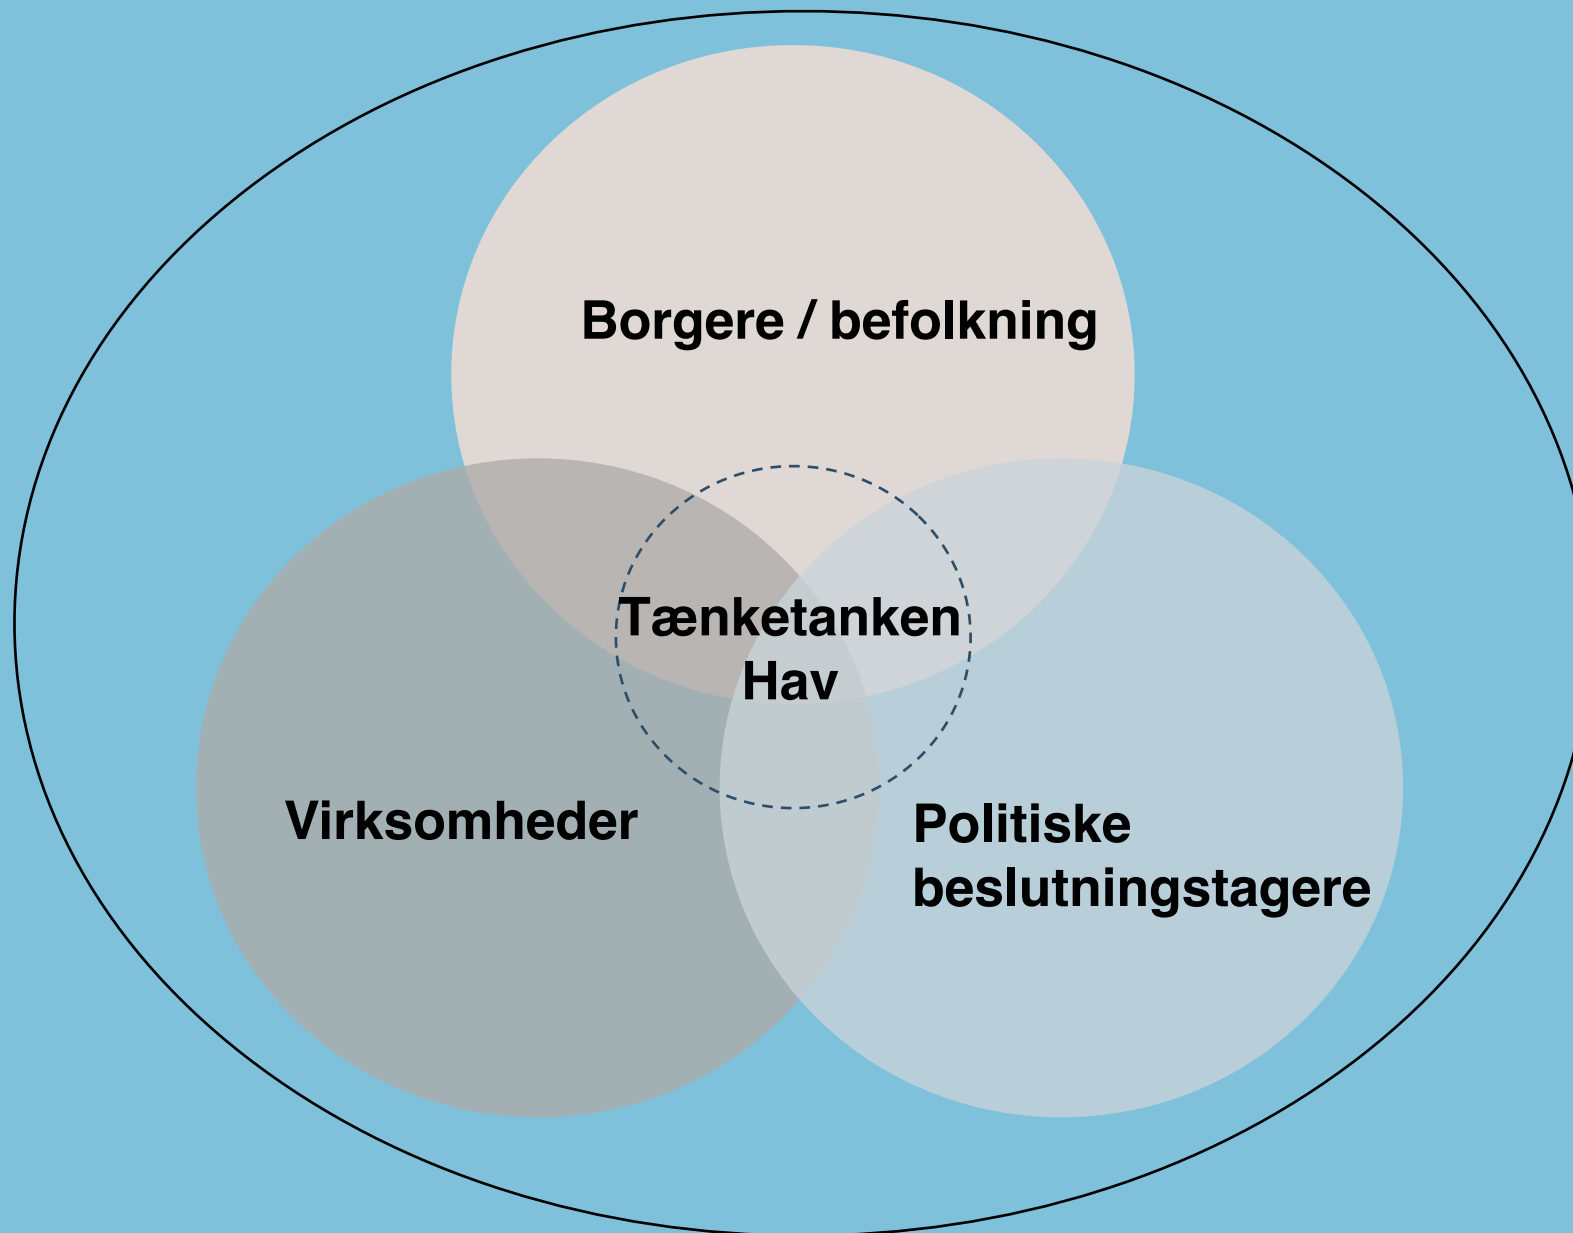 Borgere / befolkning
Tænketanken
Hav
Virksomheder
Politiske
beslutningstagere